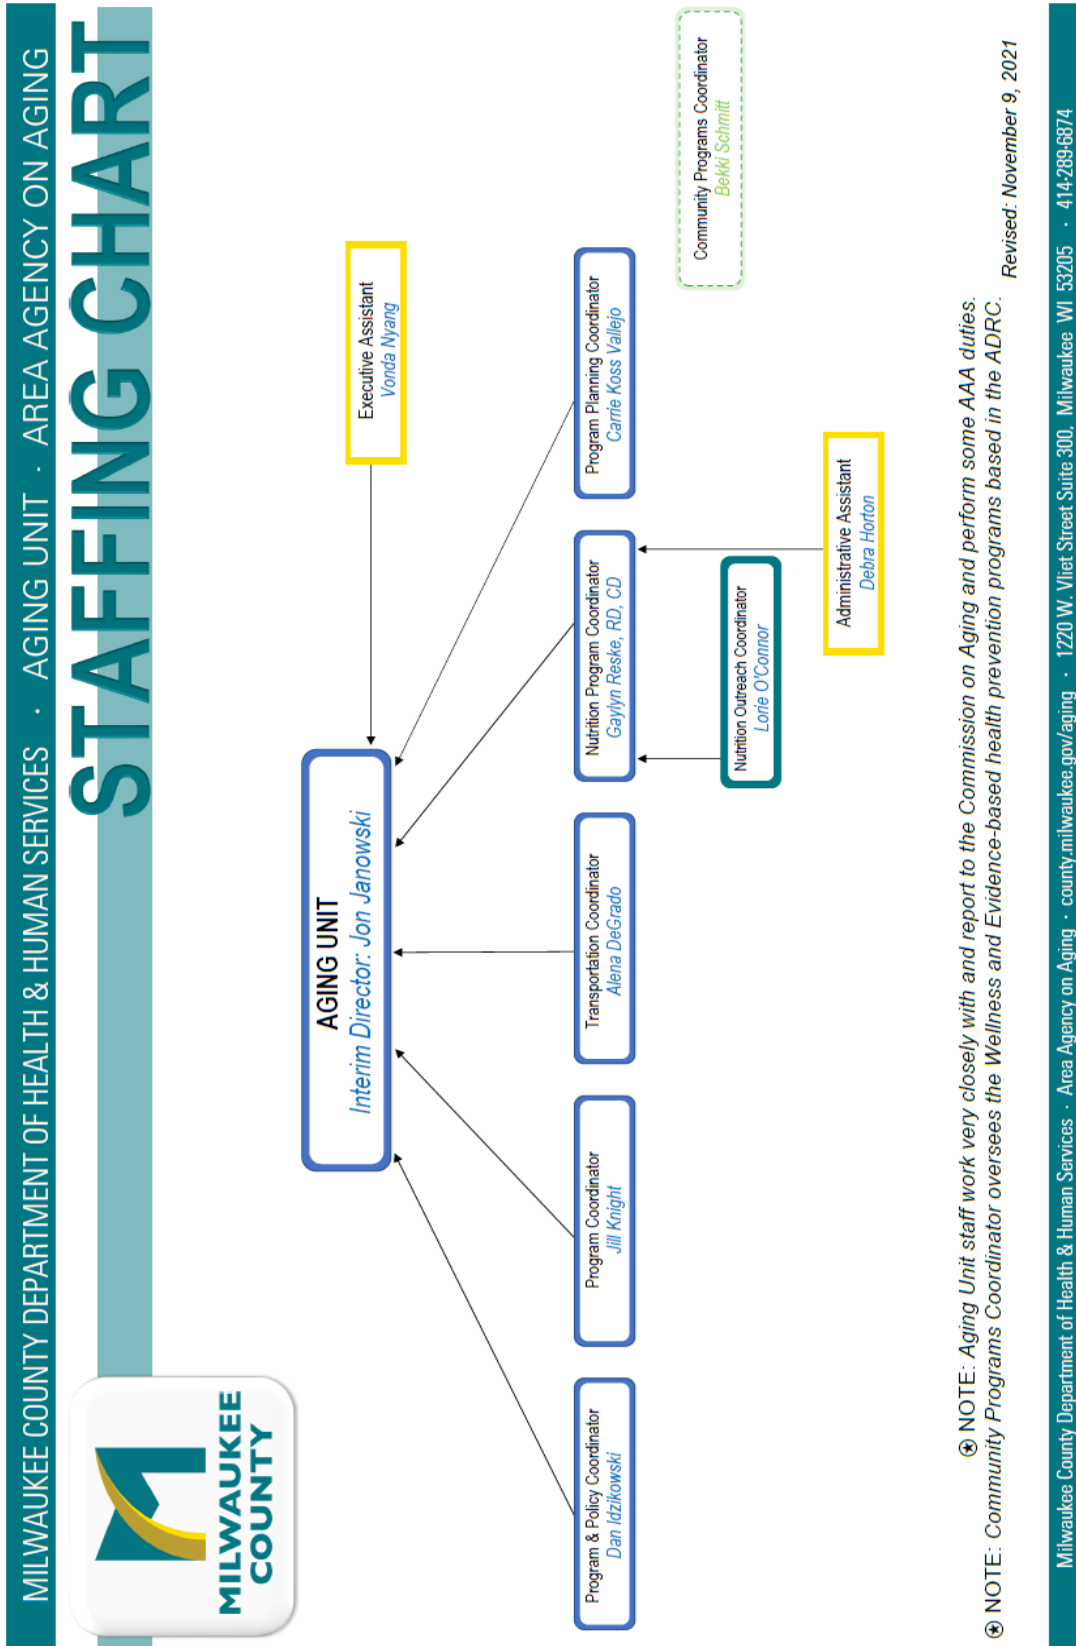 MILWAUKEE COUNTY DEPARTMENT OF HEALTH & HUMAN SERVICES · AGING UNIT · AREA AGENCY ON AGING
STAFFING CHART
MILWAUKEE
COUNTY
AGING UNIT
Interim Director: Jon Janowski
Executive Assistant
Vonda Nyang
Program & Policy Coordinator
Dan Idzikowski
Program Coordinator
Jill Knight
Transportation Coordinator
Alena DeGrado
Nutrition Program Coordinator
Gaylyn Reske, RD, CD
Program Planning Coordinator
Carrie Koss Vallejo
Community Programs Coordinator
Bekki Schmitt
Nutrition Outreach Coordinator
Lorie O'Connor
Administrative Assistant
Debra Horton
⍟ NOTE: Aging Unit staff work very closely with and report to the Commission on Aging and perform some AAA duties.
⍟ NOTE: Community Programs Coordinator oversees the Wellness and Evidence-based health prevention programs based in the ADRC.
Revised: November 9, 2021
Milwaukee County Department of Health & Human Services · Area Agency on Aging · county.milwaukee.gov/aging · 1220 W. Vliet Street Suite 300, Milwaukee WI 53205 · 414-289-6874